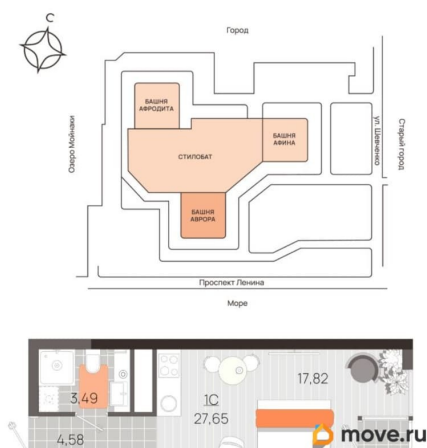 С
Город
БАШНЯ
АФРОДИТА
Озеро Мойнаки
БАШНЯ
АФИНА
СТИЛОБАТ
ул. Шевченко
Старый город
БАШНЯ
АВРОРА
Проспект Ленина
Море
3,49
4,58
1С
27,65
17,82
move.ru